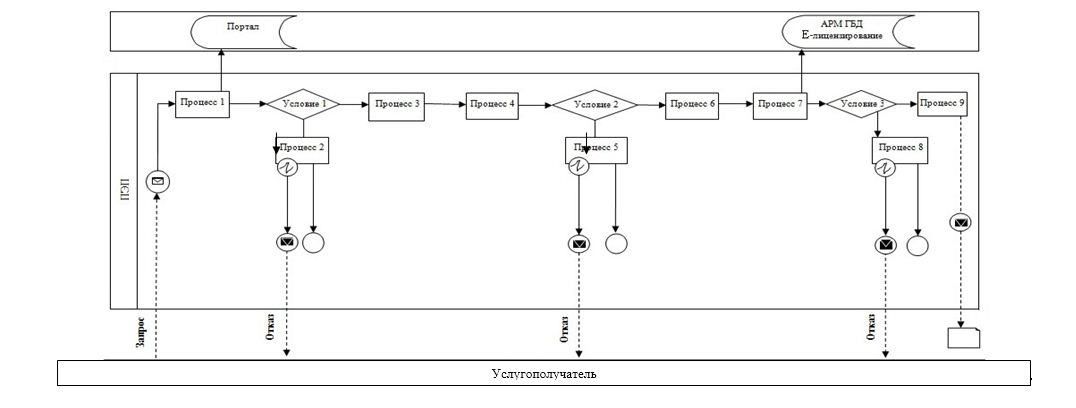 Портал
АРМ ГБД
Е-лицензирование
Процесс 1
Условие 1
Процесс 3
Процесс 4
Условие 2
Процесс 6
Процесс 7
Условие 3
Процесс 9
Процесс 2
Процесс 5
Процесс 8
Запрос
Отказ
Отказ
Отказ
Услугополучатель